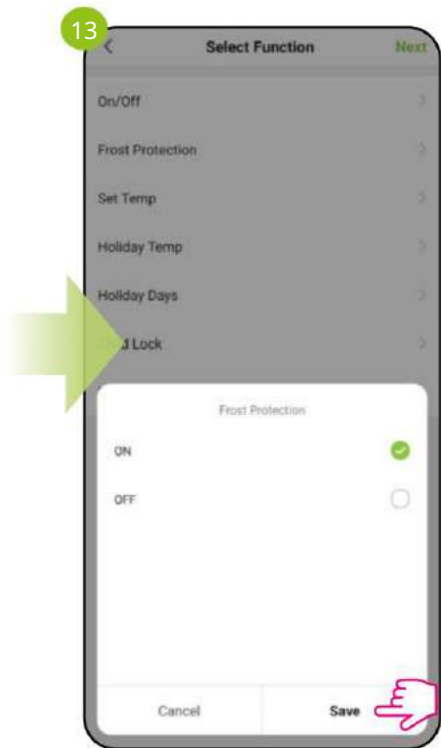 13
Select Function
Next
On/Off
Frost Protection
Set Temp
Holiday Temp
Holiday Days
d Lock
Frost Protection
ON
OFF
Cancel
Save